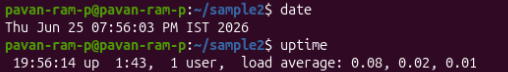 pavan-ram-p@pavan-ram-p:~/sample2$ date
Thu Jun 25 07:56:03 PM IST 2026
pavan-ram-p@pavan-ram-p:~/sample2$ uptime
 19:56:14 up  1:43,  1 user,  load average: 0.08, 0.02, 0.01